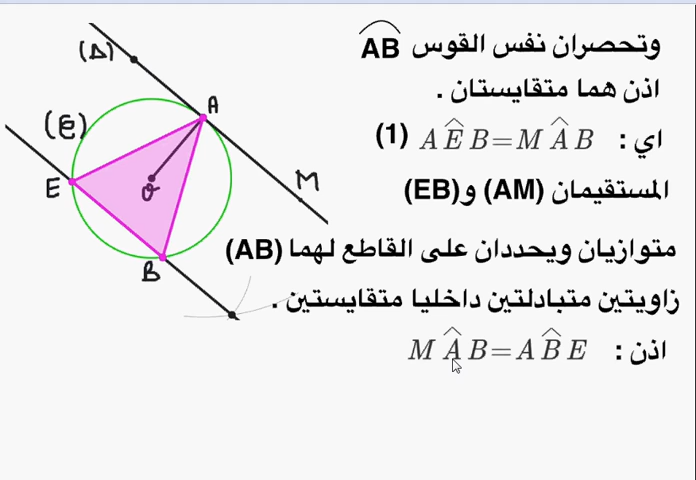 وتحصران نفس القوس AB
اذن هما متقايستان .
اي : AÊB=MÂB (1)
المستقيمان (AM) و(EB)
متوازيان ويحددان على القاطع لهما (AB)
زاويتين متبادلتين داخليا متقايستين .
اذن : MÂB=AB̂E
(Δ)
A
(C)
M
E
O
B